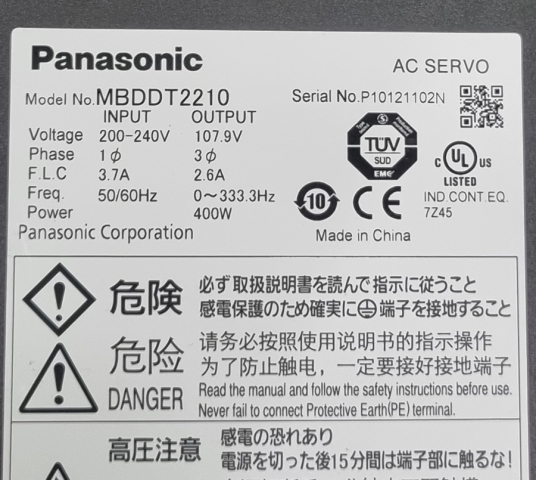 Panasonic
AC SERVO
Model No.MBDDT2210
Serial No.P10121102N
INPUT OUTPUT
Voltage 200-240V 107.9V
Phase 1ϕ 3ϕ
F.L.C 3.7A 2.6A
Freq. 50/60Hz 0~333.3Hz
Power 400W
Panasonic Corporation
TÜV
SUD
EMC
C UL US
LISTED
IND.CONT.EQ.
7Z45
10
CE
Made in China
危険
必ず取扱説明書を読んで指示に従うこと
感電保護のため確実に⏚端子を接地すること
危险
请务必按照使用说明书的指示操作
为了防止触电，一定要接好接地端子
DANGER
Read the manual and follow the safety instructions before use.
Never fail to connect Protective Earth(PE) terminal.
高圧注意
感電の恐れあり
電源を切った後15分間は端子部に触るな!